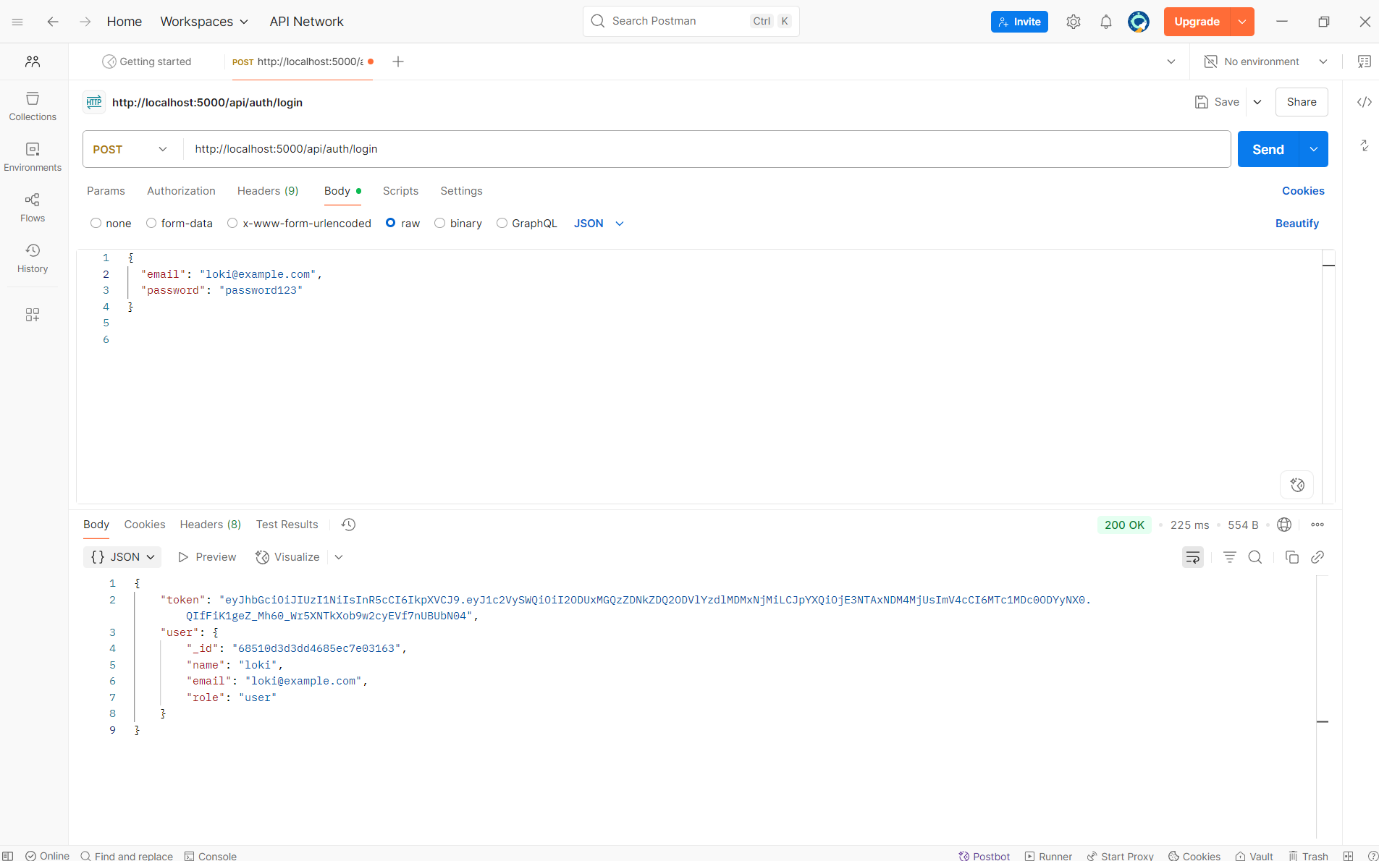 Home Workspaces API Network Search Postman Ctrl K Invite Upgrade
Getting started POST http://localhost:5000/a No environment
HTTP http://localhost:5000/api/auth/login Save Share
POST http://localhost:5000/api/auth/login Send
Params Authorization Headers (9) Body Scripts Settings Cookies
none form-data x-www-form-urlencoded raw binary GraphQL JSON Beautify
Collections
Environments
Flows
History
1 {
2 "email": "loki@example.com",
3 "password": "password123"
4 }
5
6
Body Cookies Headers (8) Test Results 200 OK • 225 ms • 554 B •
{} JSON Preview Visualize
1 {
2 "token": "eyJhbGciOiJIUzI1NiIsInR5cCI6IkpXVCJ9.eyJ1c2VySWQiOiI2ODUxMGQzZDNkZDQ2ODVlYzdlMDMxNjMiLCJpYXQiOjE3NTAxNDM4MjUsImV4cCI6MTc1MDc0ODYyNX0.
QIfFiK1geZ_Mh60_Wr5XNTkXob9w2cyEVf7nUBUbN04",
3 "user": {
4 "_id": "68510d3d3dd4685ec7e03163",
5 "name": "loki",
6 "email": "loki@example.com",
7 "role": "user"
8 }
9 }
Online Find and replace Console Postbot Runner Start Proxy Cookies Vault Trash